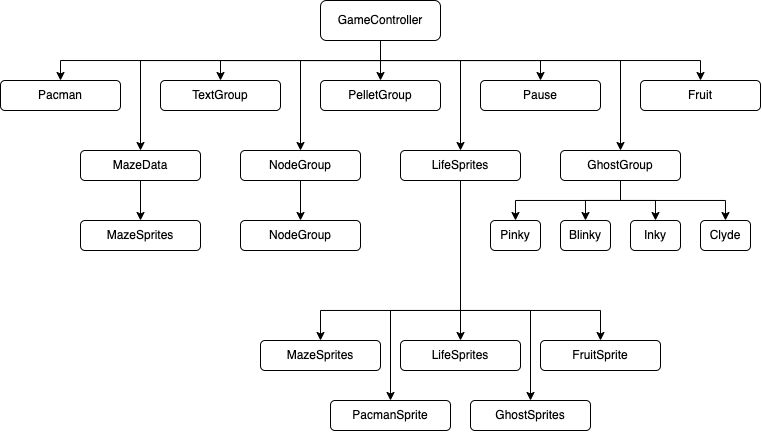 GameController
Pacman
TextGroup
PelletGroup
Pause
Fruit
MazeData
NodeGroup
LifeSprites
GhostGroup
MazeSprites
NodeGroup
Pinky
Blinky
Inky
Clyde
MazeSprites
LifeSprites
FruitSprite
PacmanSprite
GhostSprites